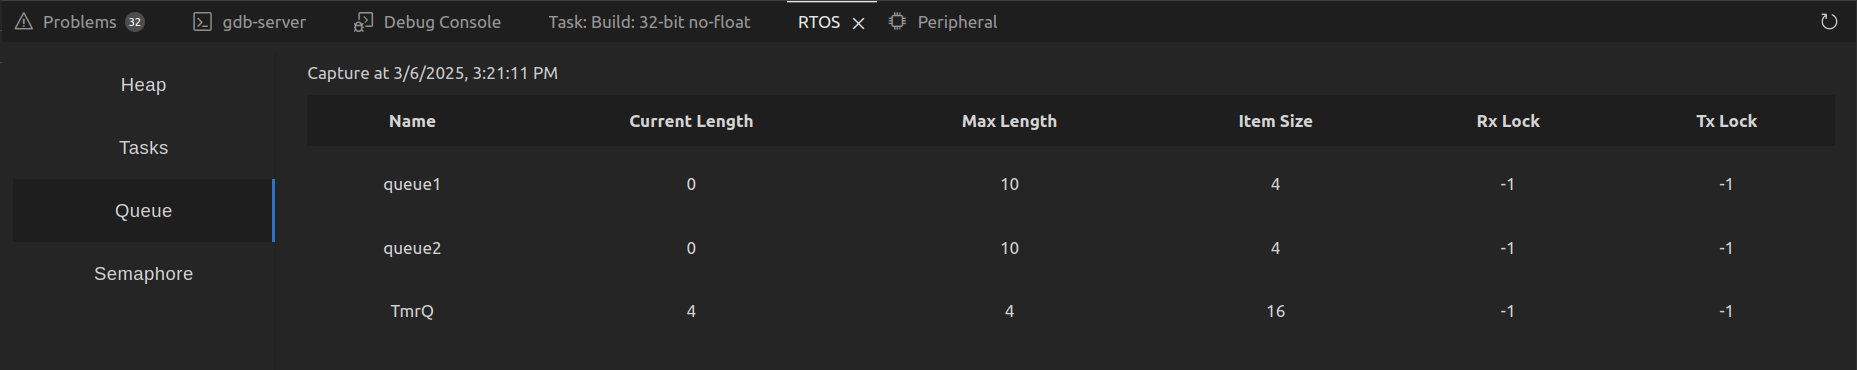 Problems 32 gdb-server Debug Console Task: Build: 32-bit no-float RTOS Peripheral
Heap
Tasks
Queue
Semaphore
Capture at 3/6/2025, 3:21:11 PM
Name Current Length Max Length Item Size Rx Lock Tx Lock
queue1 0 10 4 -1 -1
queue2 0 10 4 -1 -1
TmrQ 4 4 16 -1 -1